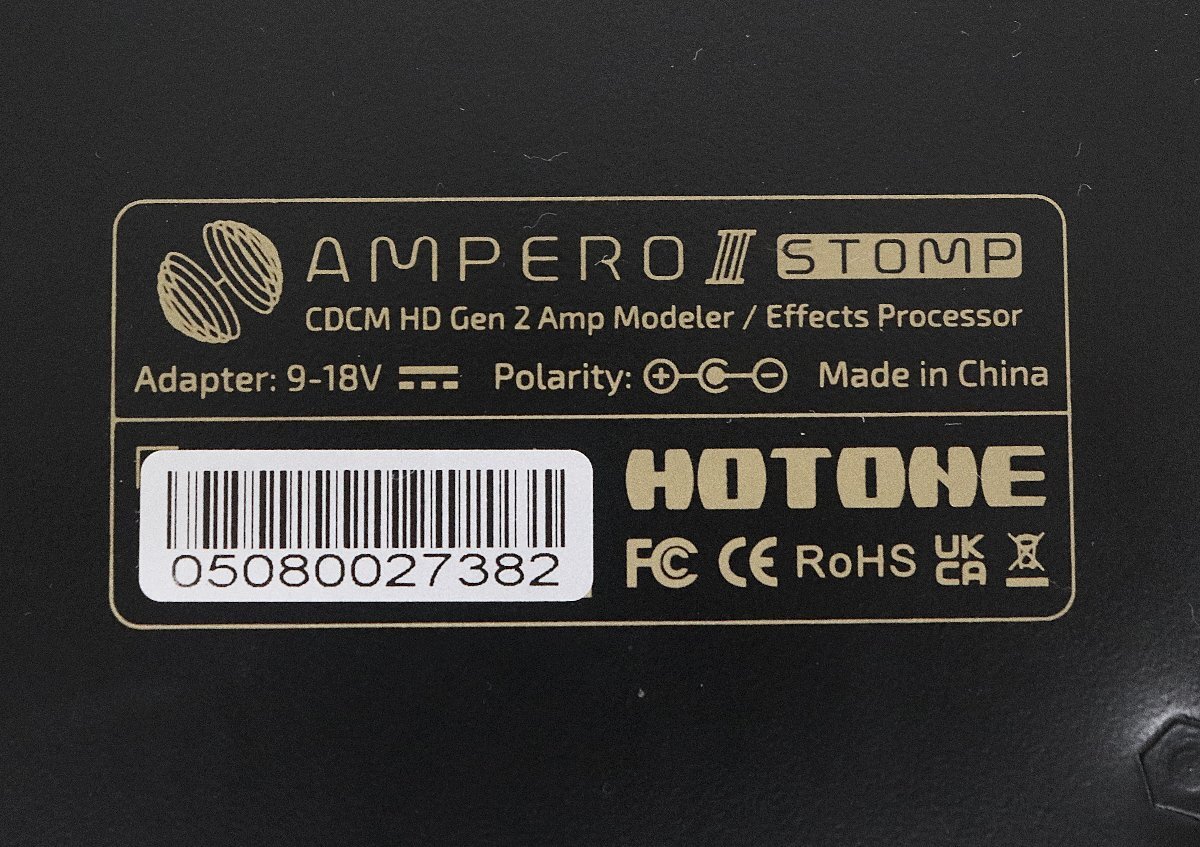 AMPERO II STOMP
CDCM HD Gen 2 Amp Modeler / Effects Processor
Adapter: 9-18V Polarity: Made in China
05080027382
HOTONE
FC CE RoHS UK CA